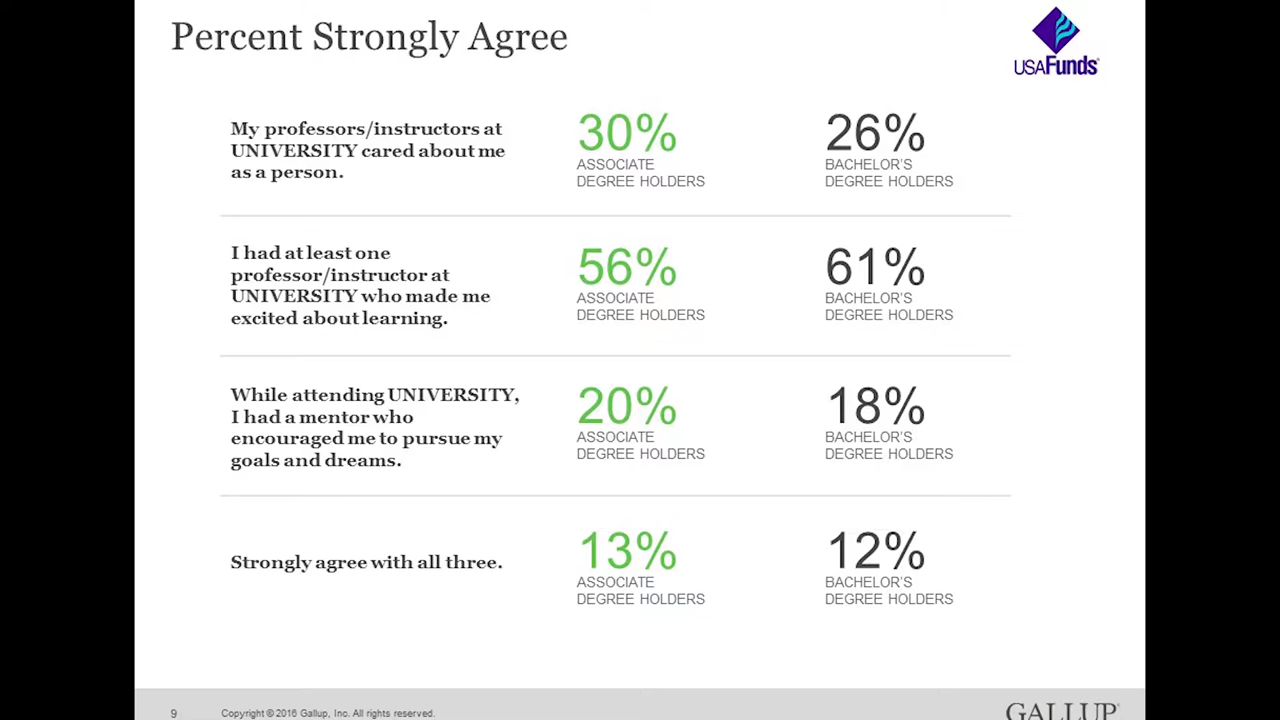 Percent Strongly Agree
USAFunds®
My professors/instructors at
UNIVERSITY cared about me
as a person.
30%
ASSOCIATE
DEGREE HOLDERS
26%
BACHELOR'S
DEGREE HOLDERS
I had at least one
professor/instructor at
UNIVERSITY who made me
excited about learning.
56%
ASSOCIATE
DEGREE HOLDERS
61%
BACHELOR'S
DEGREE HOLDERS
While attending UNIVERSITY,
I had a mentor who
encouraged me to pursue my
goals and dreams.
20%
ASSOCIATE
DEGREE HOLDERS
18%
BACHELOR'S
DEGREE HOLDERS
Strongly agree with all three.
13%
ASSOCIATE
DEGREE HOLDERS
12%
BACHELOR'S
DEGREE HOLDERS
9
Copyright © 2016 Gallup, Inc. All rights reserved.
GALLUP®